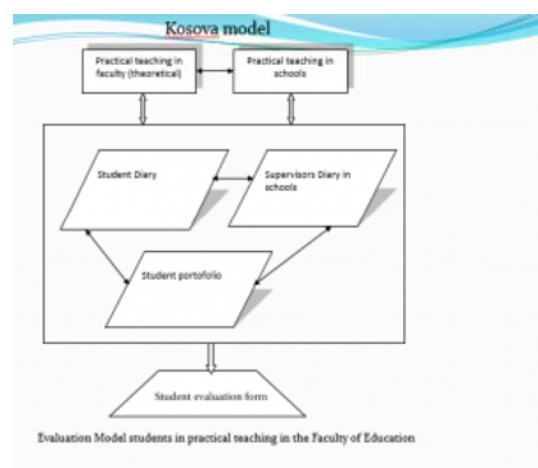 Kosova model
Practical teaching in
faculty (theoretical)
Practical teaching in
schools
Student Diary
Supervisors Diary in
schools
Student portofolio
Student evaluation form
Evaluation Model students in practical teaching in the Faculty of Education